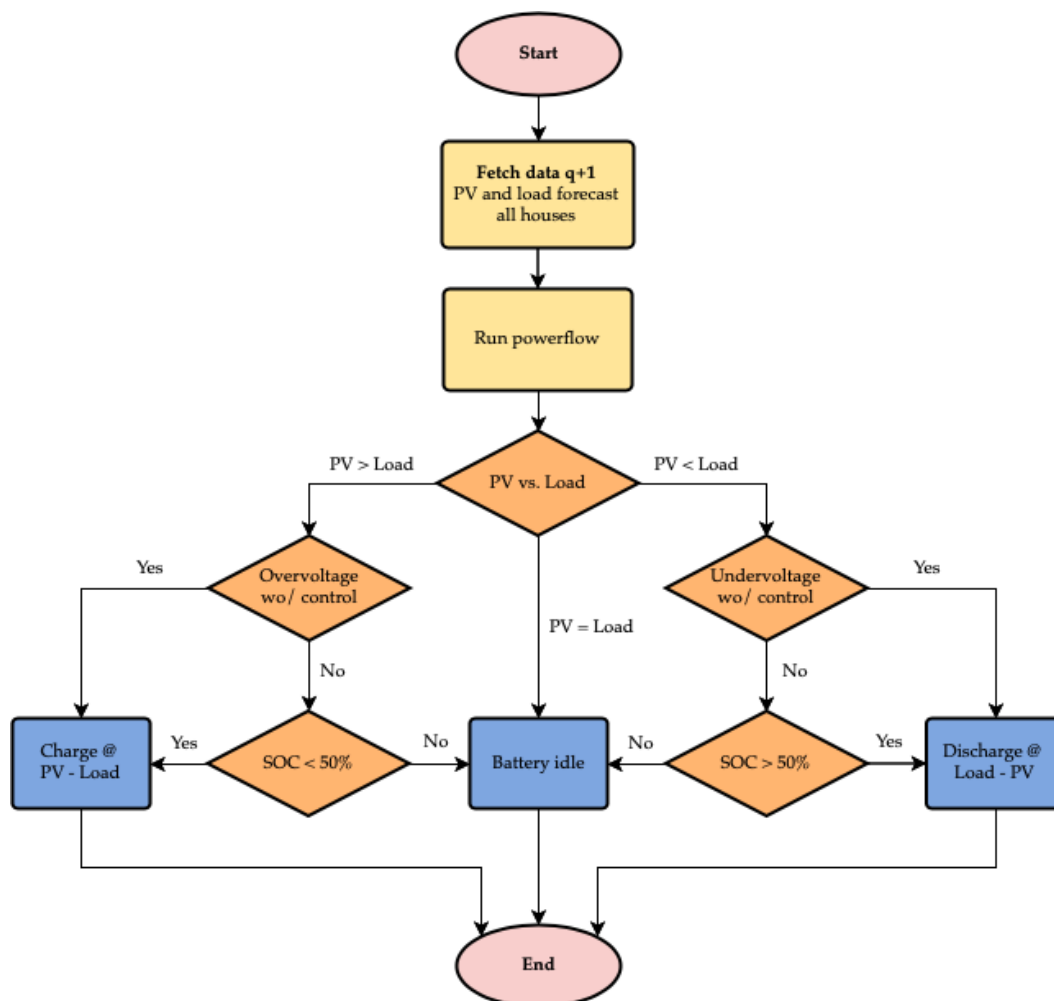 Start
Fetch data q+1
PV and load forecast
all houses
Run powerflow
PV > Load
PV vs. Load
PV < Load
Yes
Overvoltage
wo/ control
Undervoltage
wo/ control
Yes
PV = Load
No
No
Charge @
PV - Load
Yes
SOC < 50%
No
Battery idle
No
SOC > 50%
Yes
Discharge @
Load - PV
End